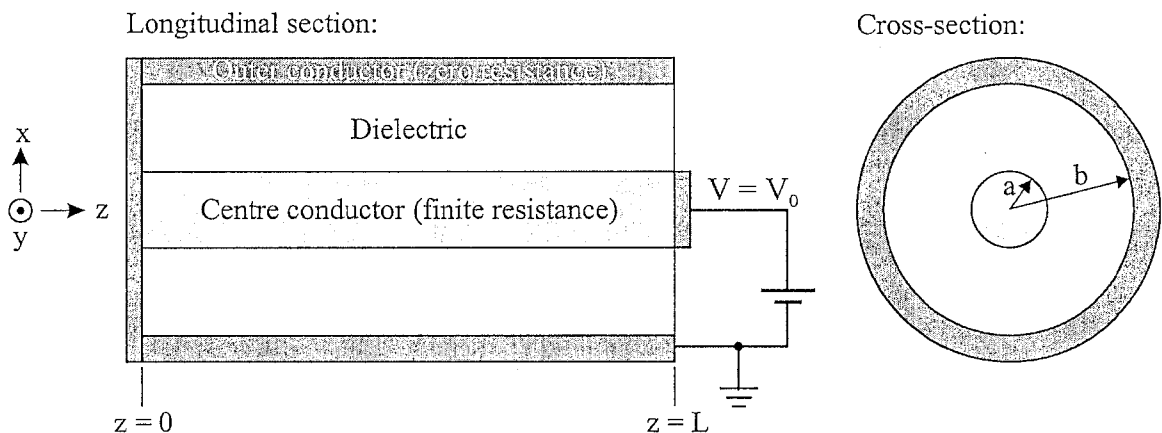 Longitudinal section:
Cross-section:
Outer conductor (zero resistance)
Dielectric
x
z
y
Centre conductor (finite resistance)
V = V₀
a
b
z = 0
z = L